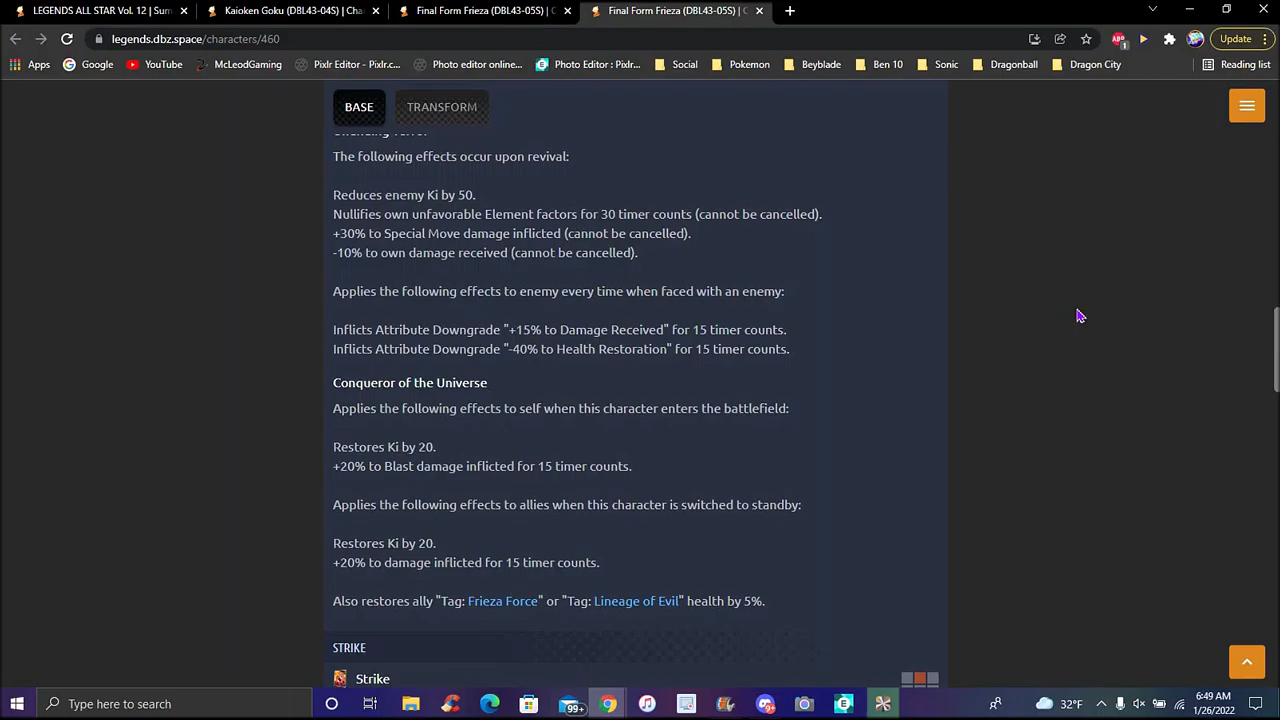 LEGENDS ALL STAR Vol. 12 | Sum
Kaioken Goku (DBL43-04S) | Cha
Final Form Frieza (DBL43-05S) | C
Final Form Frieza (DBL43-05S) | C
legends.dbz.space/characters/460
1
Update
Apps
Google
YouTube
McLeodGaming
Pixlr Editor - Pixlr.c...
Photo editor online...
Photo Editor : Pixlr...
Social
Pokemon
Beyblade
Ben 10
Sonic
Dragonball
Dragon City
Reading list
BASE
TRANSFORM
The following effects occur upon revival:
Reduces enemy Ki by 50.
Nullifies own unfavorable Element factors for 30 timer counts (cannot be cancelled).
+30% to Special Move damage inflicted (cannot be cancelled).
-10% to own damage received (cannot be cancelled).
Applies the following effects to enemy every time when faced with an enemy:
Inflicts Attribute Downgrade "+15% to Damage Received" for 15 timer counts.
Inflicts Attribute Downgrade "-40% to Health Restoration" for 15 timer counts.
Conqueror of the Universe
Applies the following effects to self when this character enters the battlefield:
Restores Ki by 20.
+20% to Blast damage inflicted for 15 timer counts.
Applies the following effects to allies when this character is switched to standby:
Restores Ki by 20.
+20% to damage inflicted for 15 timer counts.
Also restores ally "Tag: Frieza Force" or "Tag: Lineage of Evil" health by 5%.
STRIKE
Strike
Type here to search
99+
32°F
6:49 AM
1/26/2022